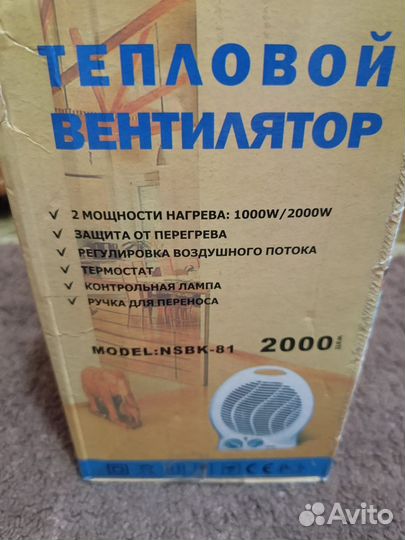 ТЕПЛОВОЙ
ВЕНТИЛЯТОР
✓ 2 МОЩНОСТИ НАГРЕВА: 1000W/2000W
✓ ЗАЩИТА ОТ ПЕРЕГРЕВА
✓ РЕГУЛИРОВКА ВОЗДУШНОГО ПОТОКА
✓ ТЕРМОСТАТ
✓ КОНТРОЛЬНАЯ ЛАМПА
✓ РУЧКА ДЛЯ ПЕРЕНОСА
MODEL:NSBK-81 2000
CE
Avito